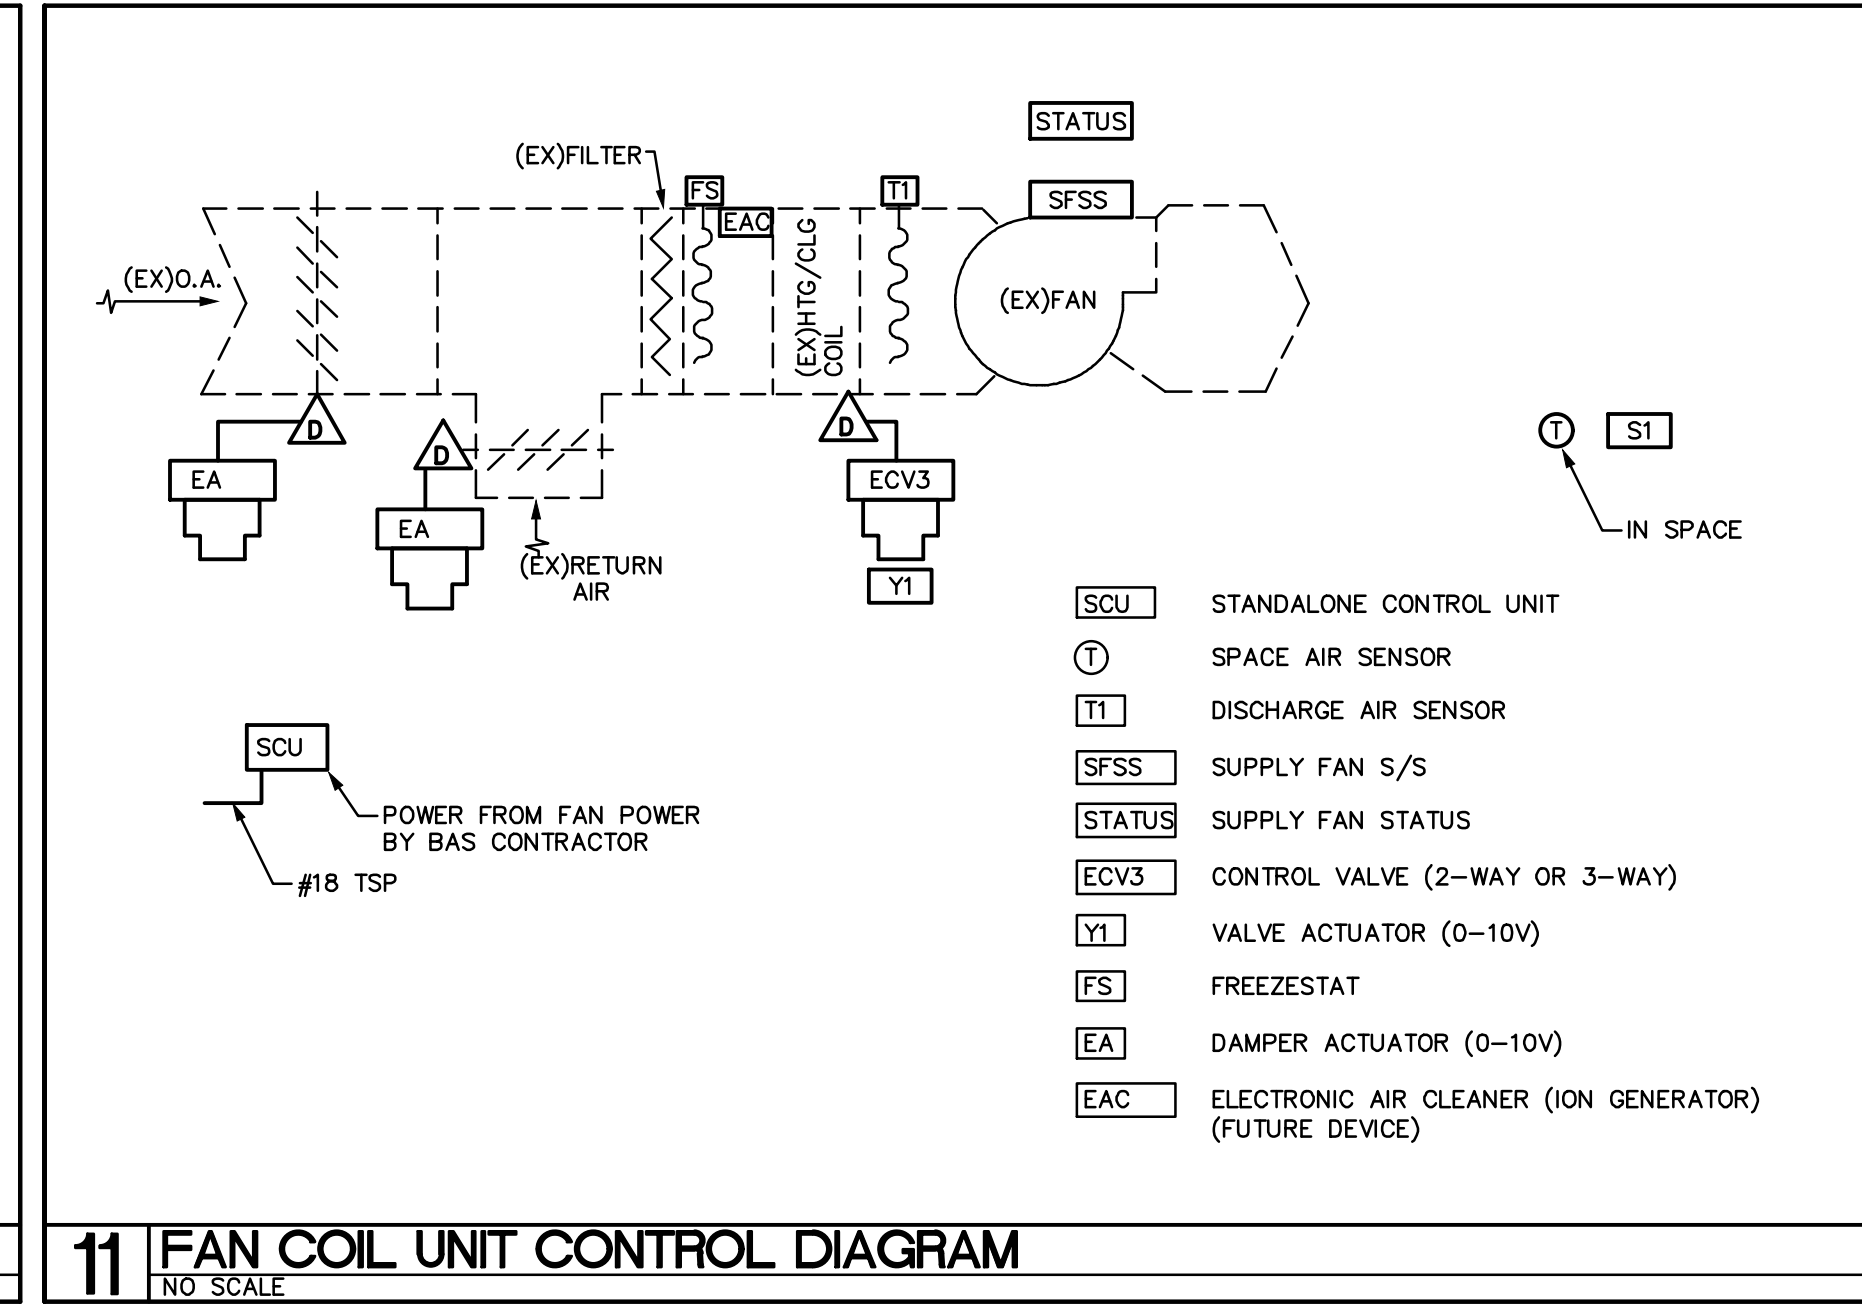 STATUS
(EX)FILTER
FS
T1
SFSS
EAC
(EX)O.A.
(EX)HTG/CLG
COIL
(EX)FAN
D
D
D
T
S1
EA
ECV3
EA
IN SPACE
(EX)RETURN
AIR
Y1
SCU
STANDALONE CONTROL UNIT
T
SPACE AIR SENSOR
T1
DISCHARGE AIR SENSOR
SFSS
SUPPLY FAN S/S
STATUS
SUPPLY FAN STATUS
ECV3
CONTROL VALVE (2-WAY OR 3-WAY)
Y1
VALVE ACTUATOR (0-10V)
FS
FREEZESTAT
EA
DAMPER ACTUATOR (0-10V)
EAC
ELECTRONIC AIR CLEANER (ION GENERATOR)
(FUTURE DEVICE)
SCU
POWER FROM FAN POWER
BY BAS CONTRACTOR
#18 TSP
11
FAN COIL UNIT CONTROL DIAGRAM
NO SCALE